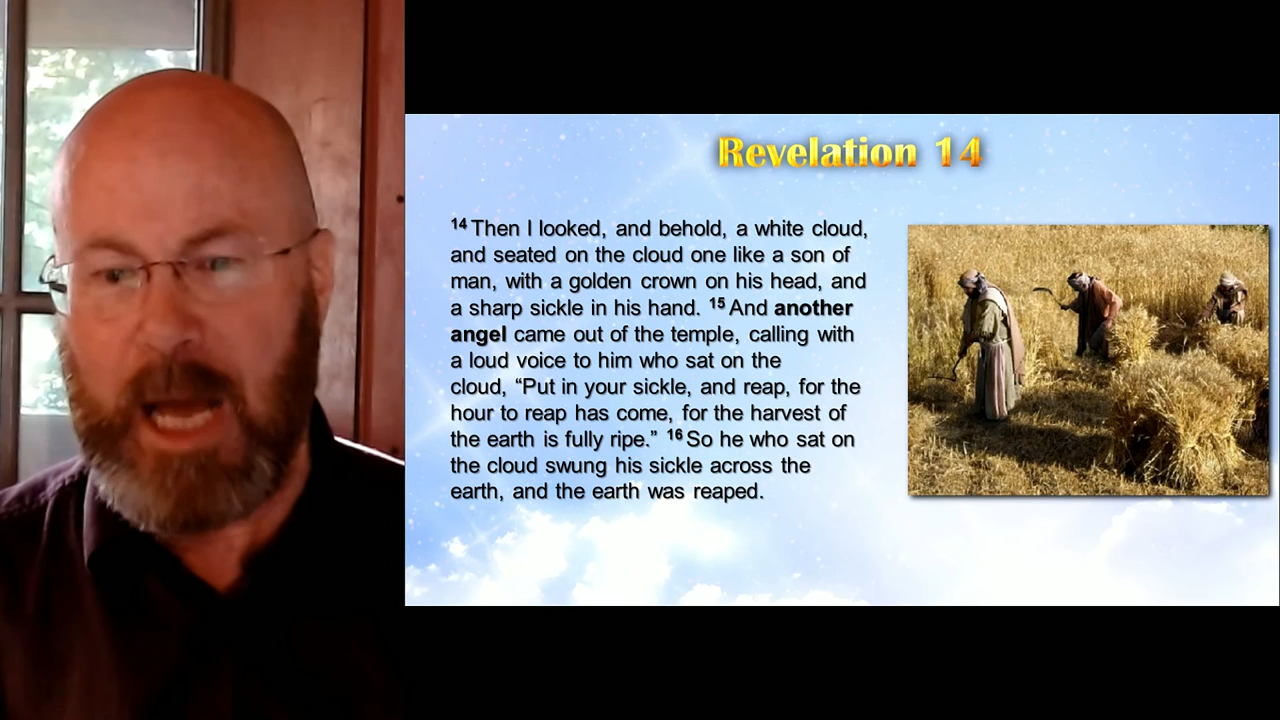 Revelation 14
14 Then I looked, and behold, a white cloud,
and seated on the cloud one like a son of
man, with a golden crown on his head, and
a sharp sickle in his hand. 15 And another
angel came out of the temple, calling with
a loud voice to him who sat on the
cloud, “Put in your sickle, and reap, for the
hour to reap has come, for the harvest of
the earth is fully ripe.” 16 So he who sat on
the cloud swung his sickle across the
earth, and the earth was reaped.